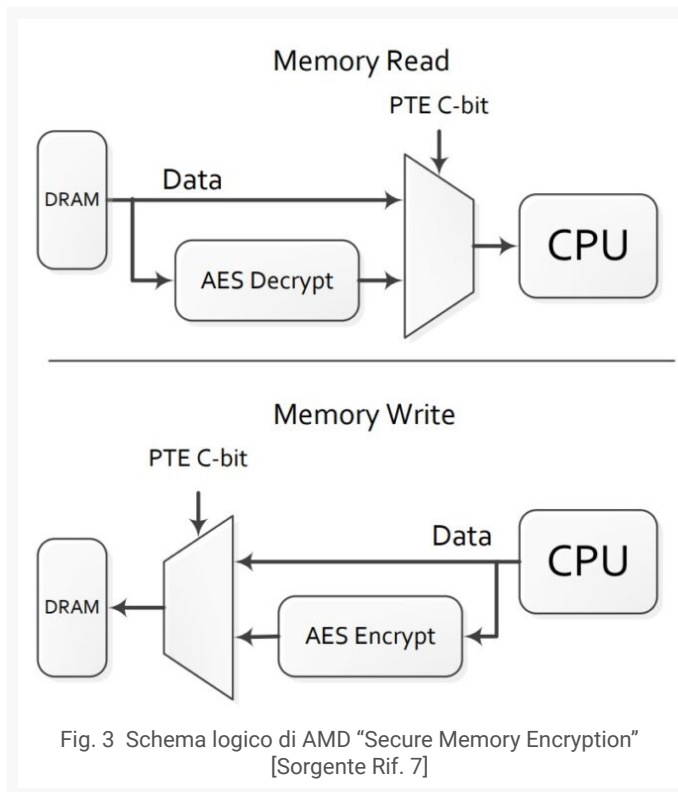 Memory Read
PTE C-bit
DRAM
Data
AES Decrypt
CPU
Memory Write
PTE C-bit
DRAM
Data
AES Encrypt
CPU
Fig. 3 Schema logico di AMD “Secure Memory Encryption”
[Sorgente Rif. 7]